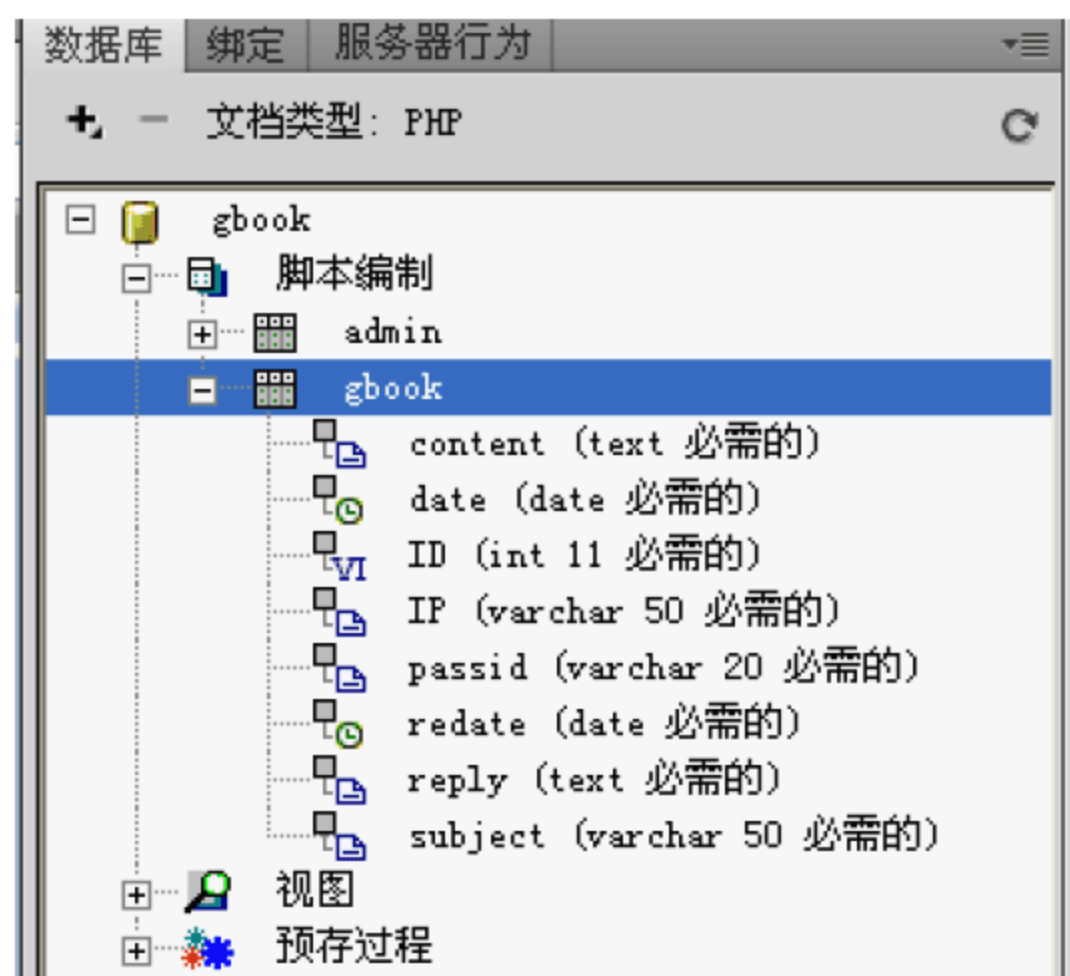 数据库 绑定 服务器行为
文档类型: PHP
gbook
脚本编制
admin
gbook
content (text 必需的)
date (date 必需的)
ID (int 11 必需的)
IP (varchar 50 必需的)
passid (varchar 20 必需的)
redate (date 必需的)
reply (text 必需的)
subject (varchar 50 必需的)
视图
预存过程